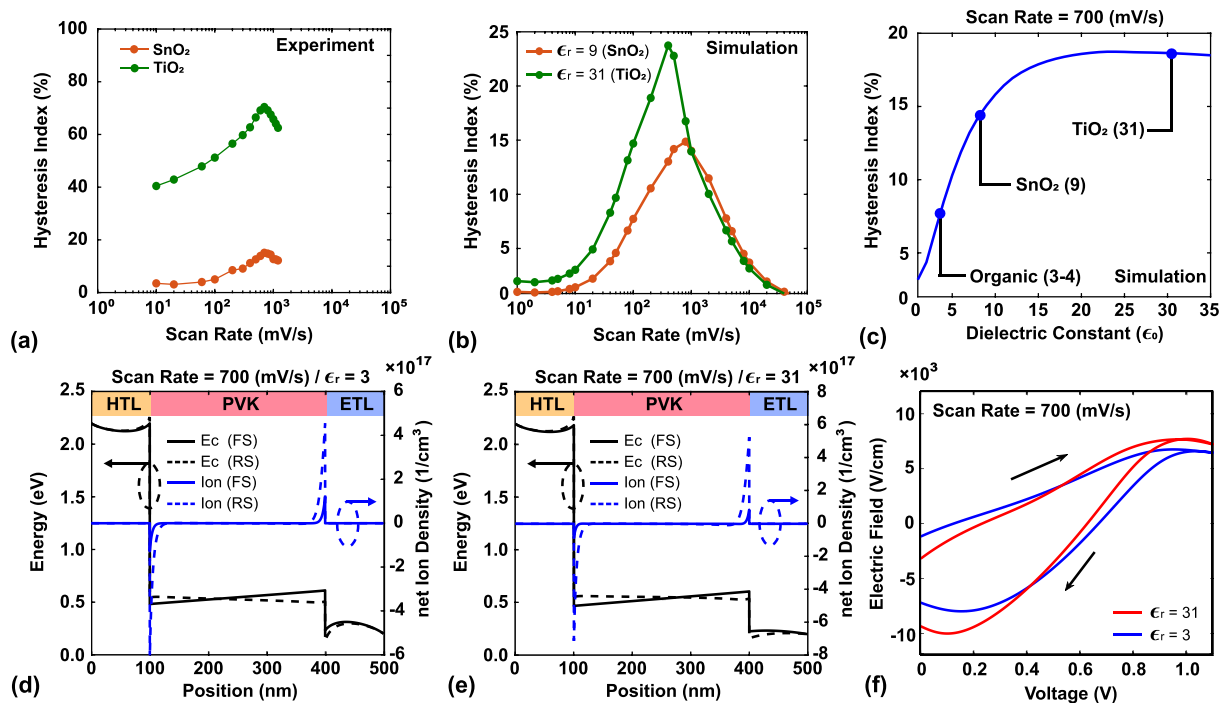 Experiment
SnO₂
TiO₂
Hysteresis Index (%)
100
80
60
40
20
0
10⁰ 10¹ 10² 10³ 10⁴ 10⁵
Scan Rate (mV/s)
(a)
Simulation
ϵr = 9 (SnO₂)
ϵr = 31 (TiO₂)
Hysteresis Index (%)
25
20
15
10
5
0
10⁰ 10¹ 10² 10³ 10⁴ 10⁵
Scan Rate (mV/s)
(b)
Scan Rate = 700 (mV/s)
Hysteresis Index (%)
20
15
10
5
0
TiO₂ (31)
SnO₂ (9)
Organic (3-4)
Simulation
0 5 10 15 20 25 30 35
Dielectric Constant (ϵ₀)
(c)
Scan Rate = 700 (mV/s) / ϵr = 3
×10¹⁷
HTL PVK ETL
Ec (FS)
Ec (RS)
Ion (FS)
Ion (RS)
Energy (eV)
2.5
2.0
1.5
1.0
0.5
0.0
net Ion Density (1/cm³)
6
4
2
0
-2
-4
-6
0 100 200 300 400 500
Position (nm)
(d)
Scan Rate = 700 (mV/s) / ϵr = 31
×10¹⁷
HTL PVK ETL
Ec (FS)
Ec (RS)
Ion (FS)
Ion (RS)
Energy (eV)
2.5
2.0
1.5
1.0
0.5
0.0
net Ion Density (1/cm³)
8
6
4
2
0
-2
-4
-6
-8
0 100 200 300 400 500
Position (nm)
(e)
×10³
Scan Rate = 700 (mV/s)
Electric Field (V/cm)
10
5
0
-5
-10
ϵr = 31
ϵr = 3
0 0.2 0.4 0.6 0.8 1.0
Voltage (V)
(f)